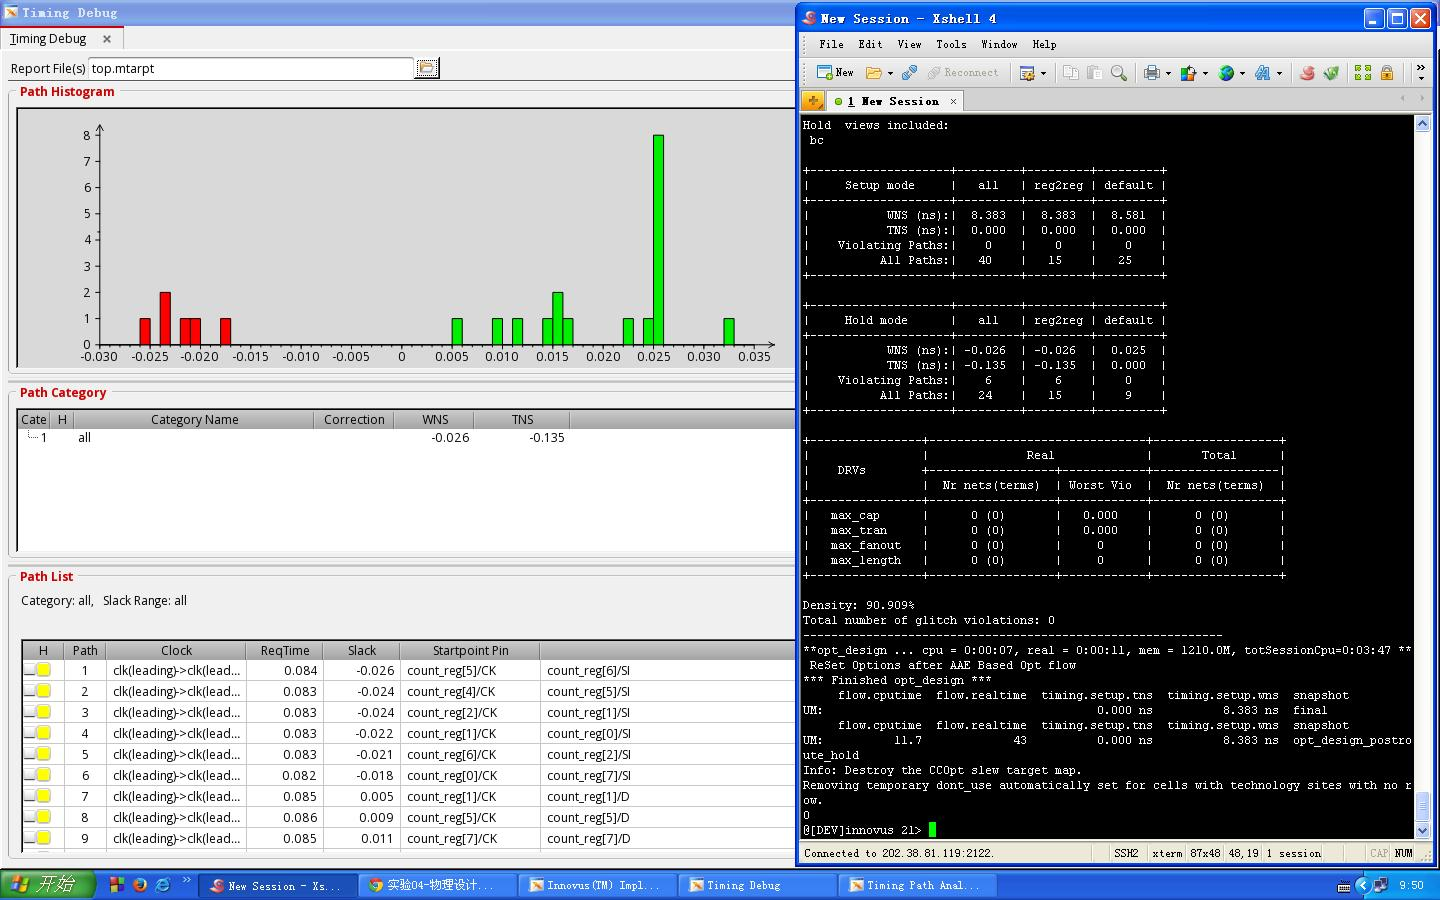 Timing Debug
Timing Debug ×
Report File(s) top.mtarpt
Path Histogram
8
7
6
5
4
3
2
1
0
-0.030 -0.025 -0.020 -0.015 -0.010 -0.005 0 0.005 0.010 0.015 0.020 0.025 0.030 0.035
Path Category
Cate H Category Name Correction WNS TNS
1 all -0.026 -0.135
Path List
Category: all, Slack Range: all
H Path Clock ReqTime Slack Startpoint Pin
1 clk(leading)->clk(lead... 0.084 -0.026 count_reg[5]/CK count_reg[6]/SI
2 clk(leading)->clk(lead... 0.083 -0.024 count_reg[4]/CK count_reg[5]/SI
3 clk(leading)->clk(lead... 0.083 -0.024 count_reg[2]/CK count_reg[1]/SI
4 clk(leading)->clk(lead... 0.083 -0.022 count_reg[1]/CK count_reg[0]/SI
5 clk(leading)->clk(lead... 0.083 -0.021 count_reg[6]/CK count_reg[2]/SI
6 clk(leading)->clk(lead... 0.082 -0.018 count_reg[0]/CK count_reg[7]/SI
7 clk(leading)->clk(lead... 0.085 0.005 count_reg[1]/CK count_reg[1]/D
8 clk(leading)->clk(lead... 0.086 0.009 count_reg[5]/CK count_reg[5]/D
9 clk(leading)->clk(lead... 0.085 0.011 count_reg[7]/CK count_reg[7]/D
New Session - Xshell 4
File Edit View Tools Window Help
New Reconnect
1 New Session ×
Hold views included:
bc
| Setup mode | all | reg2reg | default |
| WNS (ns):| 8.383 | 8.383 | 8.581 |
| TNS (ns):| 0.000 | 0.000 | 0.000 |
| Violating Paths:| 0 | 0 | 0 |
| All Paths:| 40 | 15 | 25 |
| Hold mode | all | reg2reg | default |
| WNS (ns):| -0.026 | -0.026 | 0.025 |
| TNS (ns):| -0.135 | -0.135 | 0.000 |
| Violating Paths:| 6 | 6 | 0 |
| All Paths:| 24 | 15 | 9 |
| | Real | Total |
| DRVs
| | Nr nets(terms) | Worst Vio | Nr nets(terms) |
| max_cap | 0 (0) | 0.000 | 0 (0) |
| max_tran | 0 (0) | 0.000 | 0 (0) |
| max_fanout | 0 (0) | 0 | 0 (0) |
| max_length | 0 (0) | 0 | 0 (0) |
Density: 90.909%
Total number of glitch violations: 0
**opt_design ... cpu = 0:00:07, real = 0:00:11, mem = 1210.0M, totSessionCpu=0:03:47 **
ReSet Options after AAE Based Opt flow
*** Finished opt_design ***
flow.cputime flow.realtime timing.setup.tns timing.setup.wns snapshot
UM: 0.000 ns 8.383 ns final
flow.cputime flow.realtime timing.setup.tns timing.setup.wns snapshot
UM: 11.7 43 0.000 ns 8.383 ns opt_design_postro
ute_hold
Info: Destroy the CCOpt slew target map.
Removing temporary dont_use automatically set for cells with technology sites with no r
ow.
0
@[DEV]innovus 21>
Connected to 202.38.81.119:2122. SSH2 xterm 87x48 48,19 1 session CAP NUM
开始 New Session - Xs... 实验04-物理设计... Innovus(TM) Impl... Timing Debug Timing Path Anal... 9:50